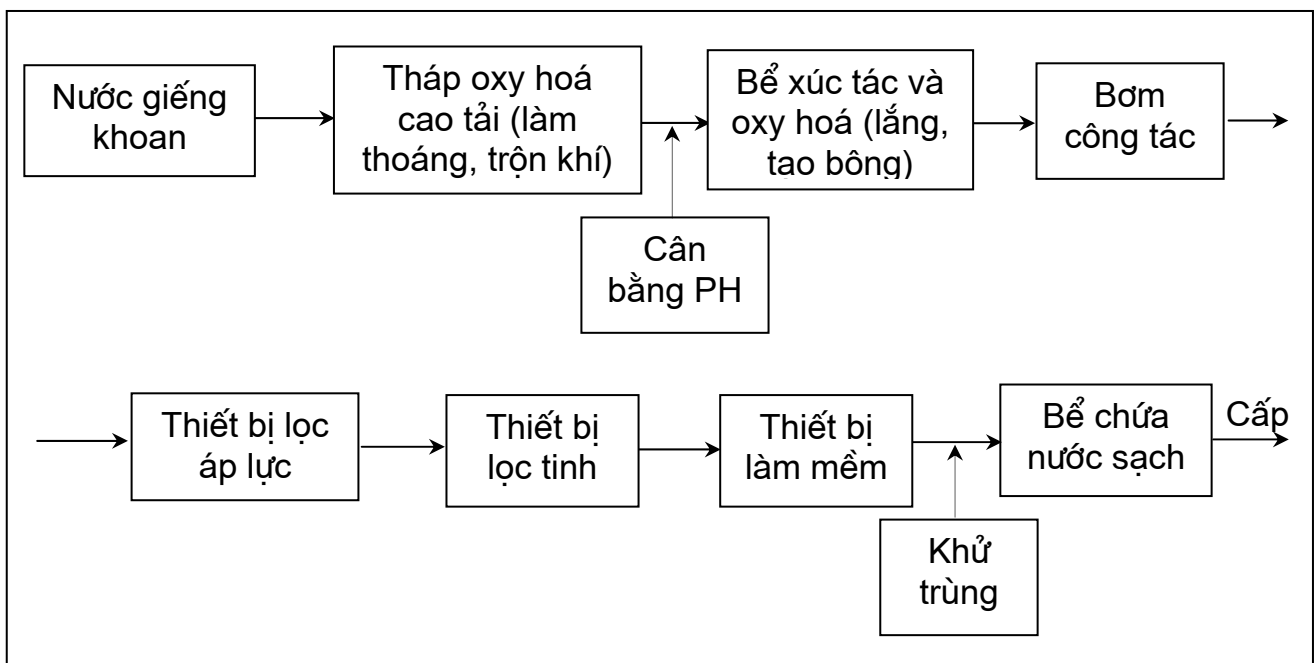 Nước giếng
khoan
Tháp oxy hoá
cao tải (làm
thoáng, trộn khí)
Cân
bằng PH
Bể xúc tác và
oxy hoá (lắng,
tạo bông)
Bơm
công tác
Thiết bị lọc
áp lực
Thiết bị
lọc tinh
Thiết bị
làm mềm
Khử
trùng
Bể chứa
nước sạch
Cấp